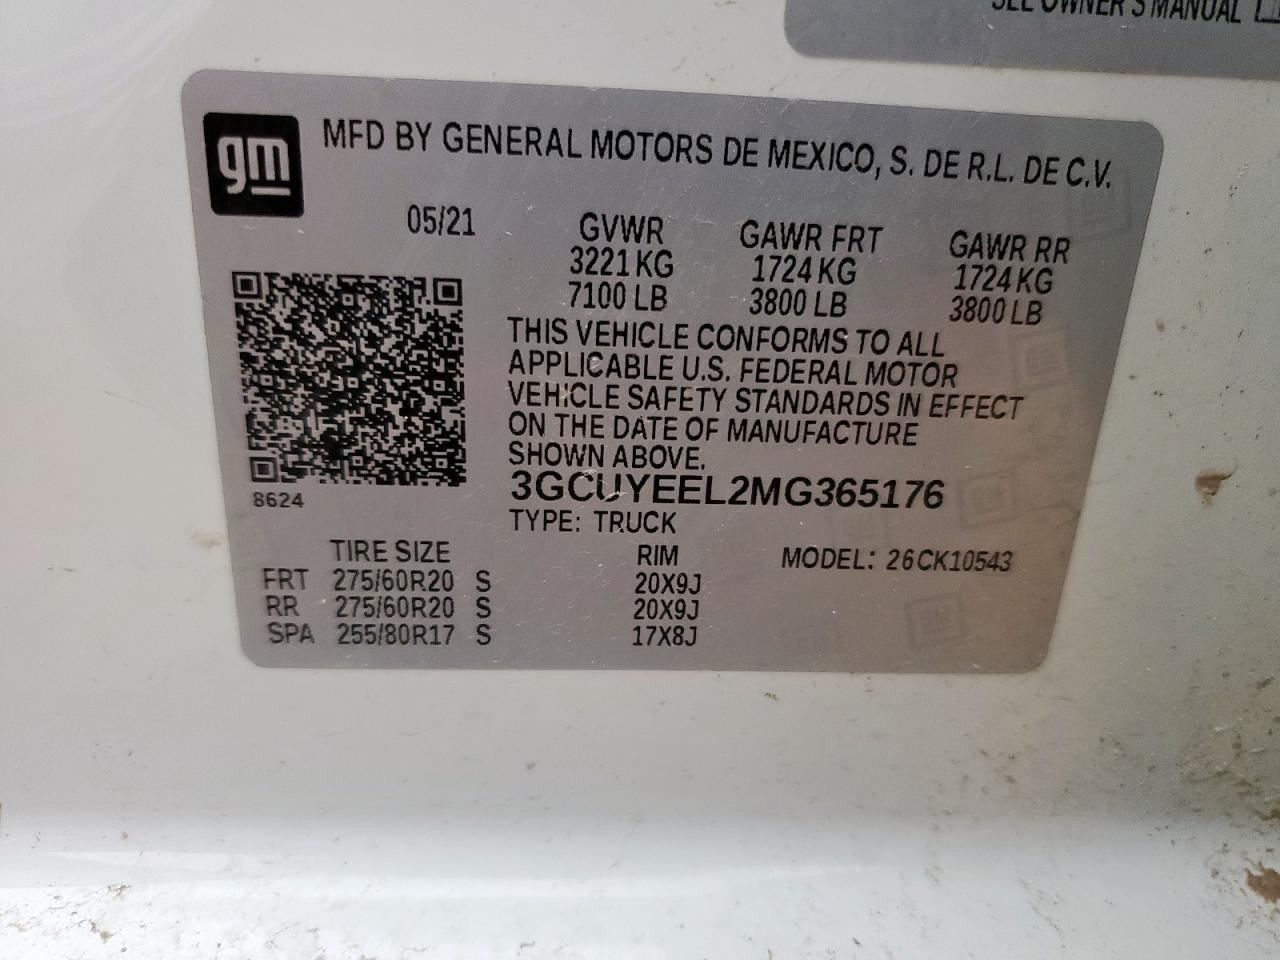 SEE OWNER'S MANUAL
gm
MFD BY GENERAL MOTORS DE MEXICO, S. DE R.L. DE C.V.
05/21 GVWR GAWR FRT GAWR RR
3221 KG 1724 KG 1724 KG
7100 LB 3800 LB 3800 LB
THIS VEHICLE CONFORMS TO ALL
APPLICABLE U.S. FEDERAL MOTOR
VEHICLE SAFETY STANDARDS IN EFFECT
ON THE DATE OF MANUFACTURE
SHOWN ABOVE.
8624
3GCUYEEL2MG365176
TYPE: TRUCK
TIRE SIZE RIM MODEL: 26CK10543
FRT 275/60R20 S 20X9J
RR 275/60R20 S 20X9J
SPA 255/80R17 S 17X8J